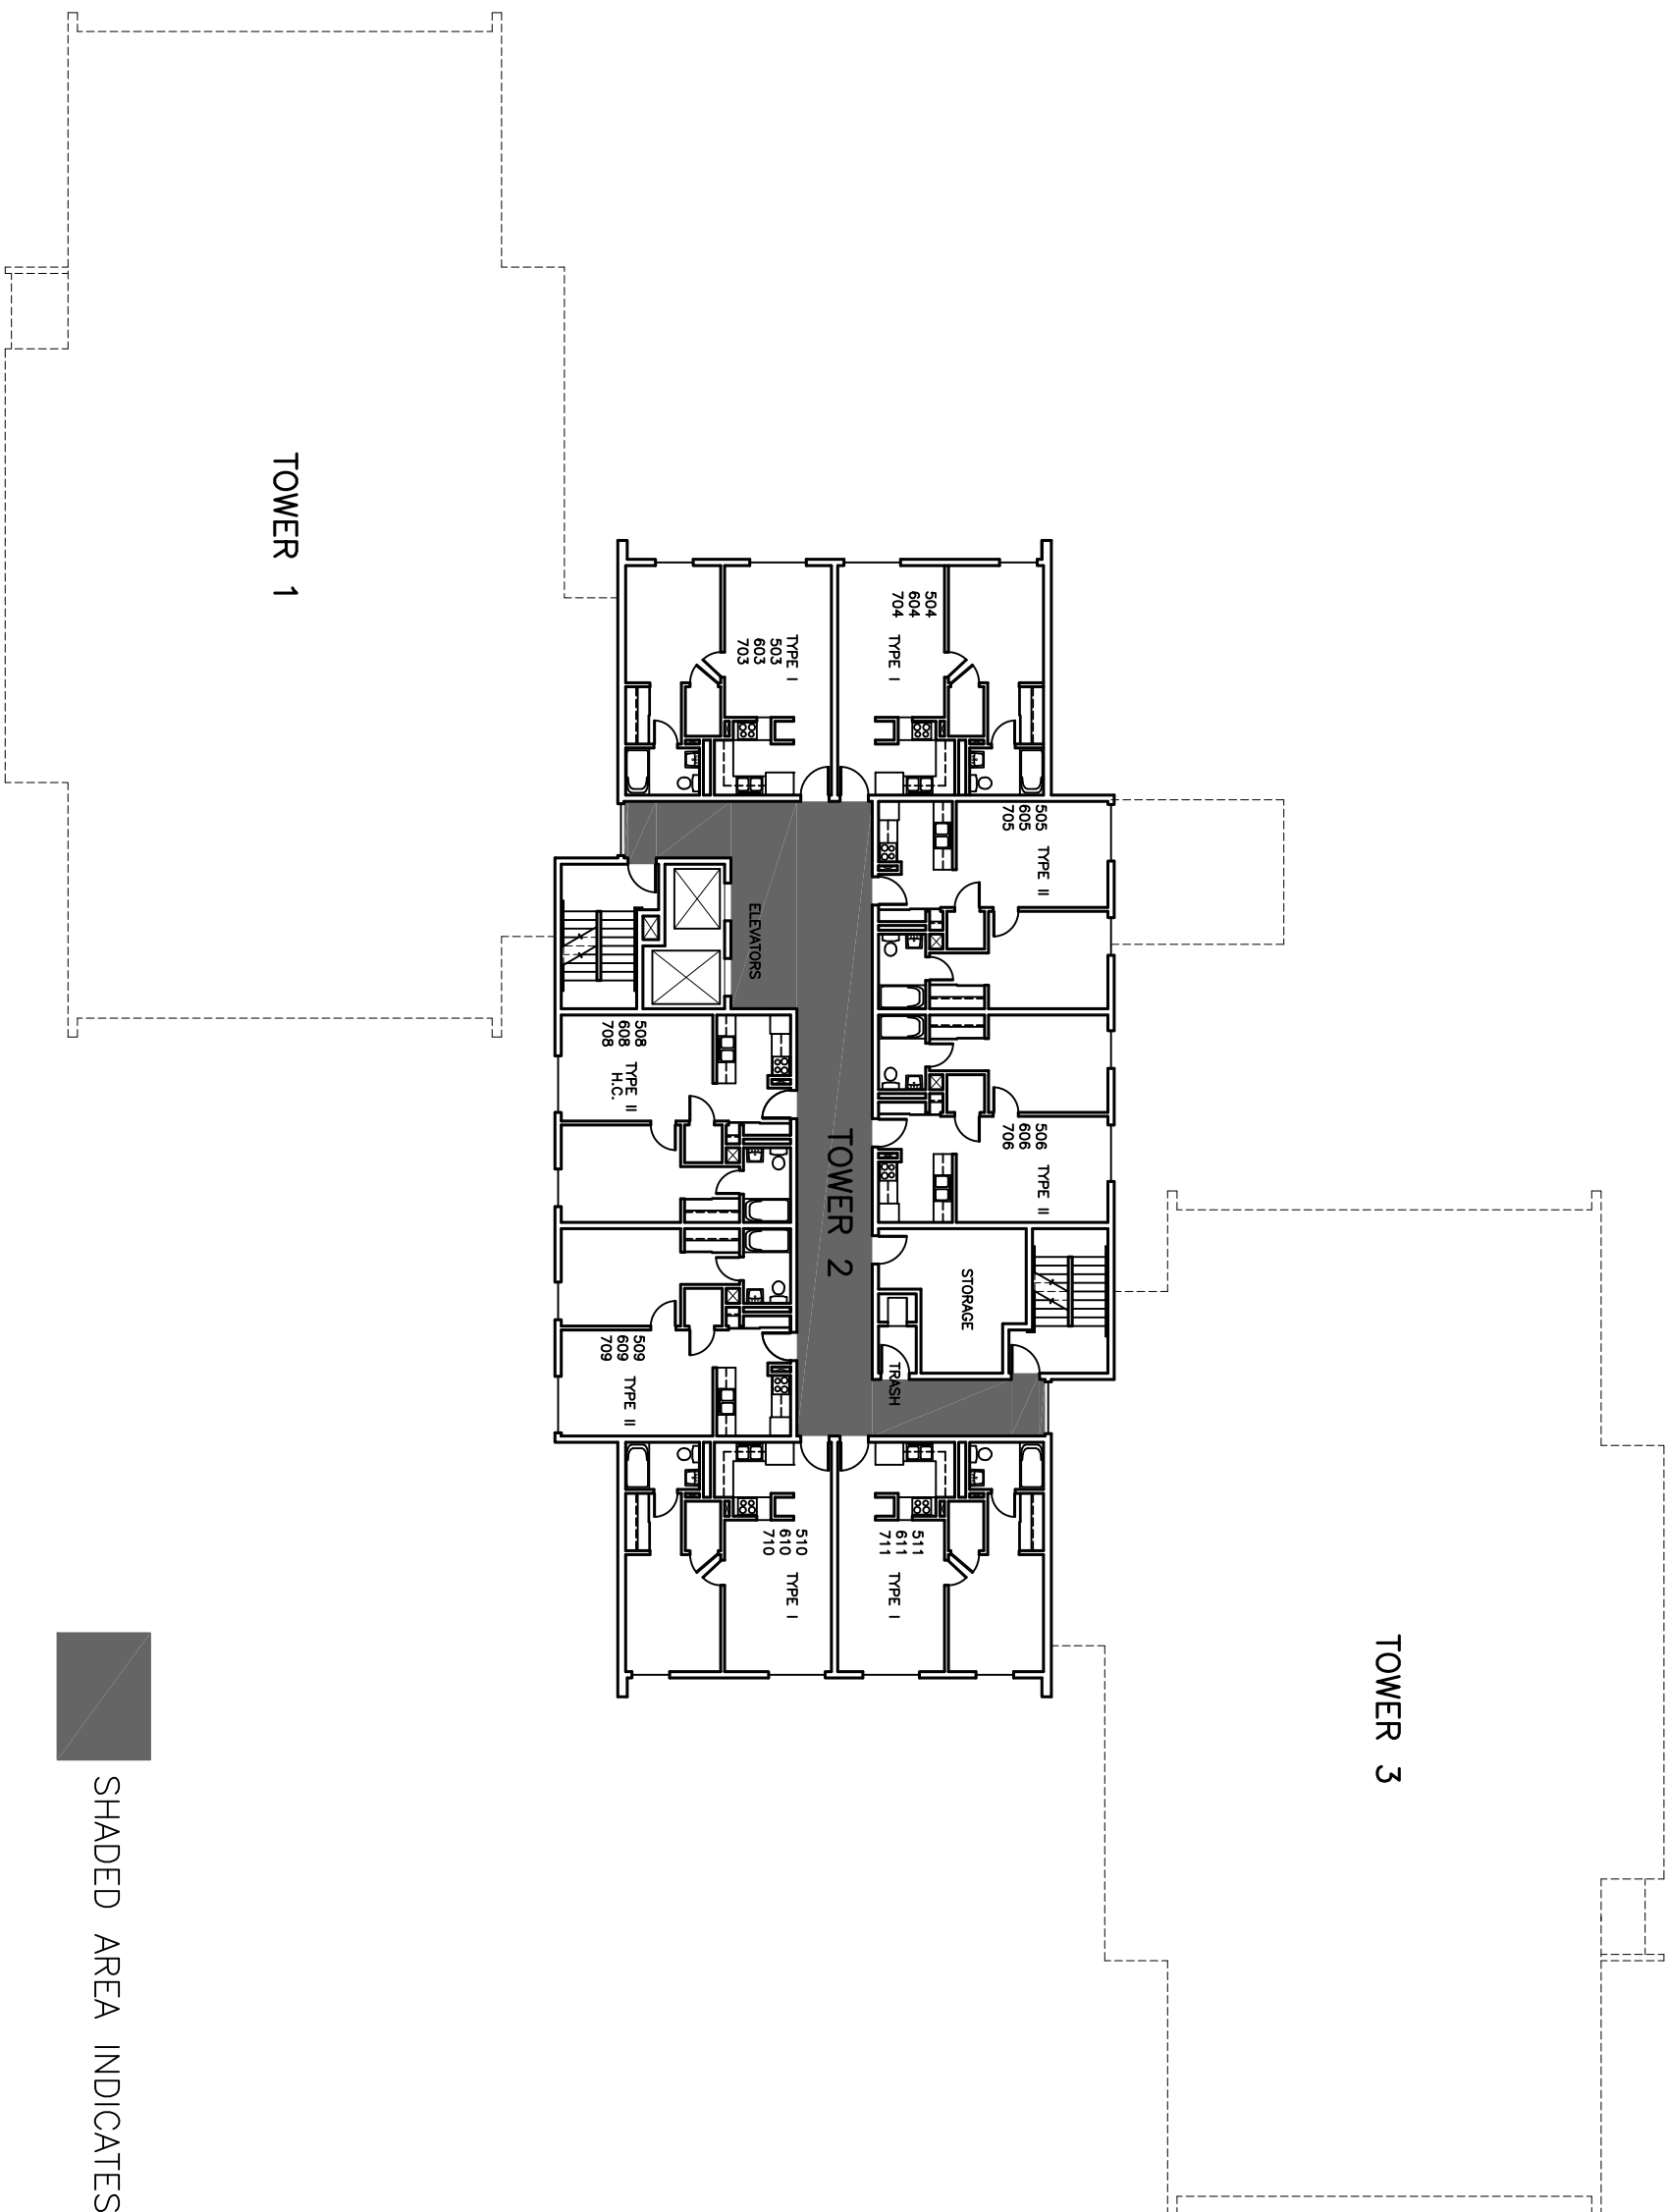 TOWER 3
505
605
705
TYPE II
506
606
706
TYPE II
STORAGE
504
604
704
TYPE I
TRASH
511
611
711
TYPE I
TOWER 2
TYPE I
503
603
703
ELEVATORS
510
610
710
TYPE I
508
608
708
TYPE II
H.C.
509
609
709
TYPE II
TOWER 1
SHADED AREA INDICATES